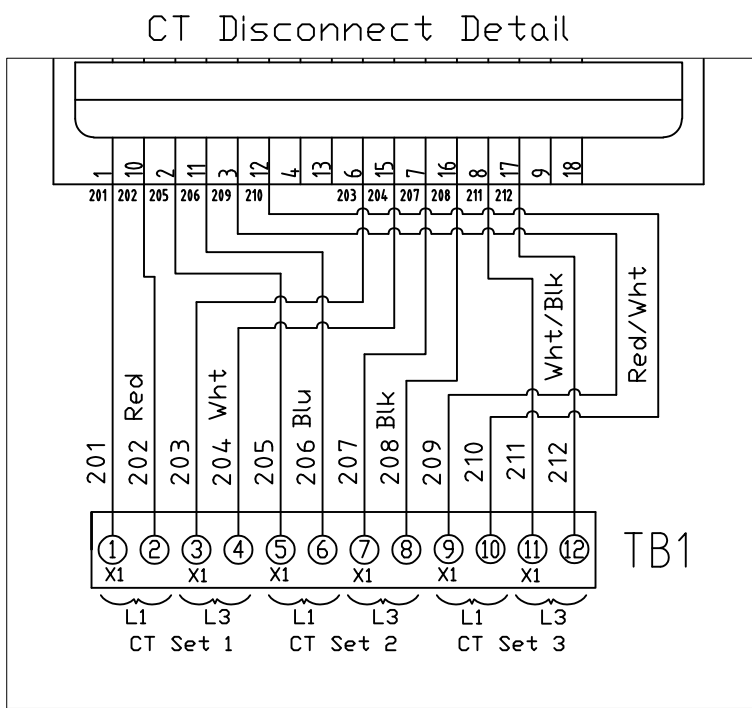 CT Disconnect Detail
1 10 2 11 3 12 4 13 6 15 7 16 8 17 9 18
201 202 205 206 209 210 203 204 207 208 211 212
Red Wht Blu Blk Wht/Blk Red/Wht
201 202 203 204 205 206 207 208 209 210 211 212
1 2 3 4 5 6 7 8 9 10 11 12 TB1
X1 X1 X1 X1 X1 X1
L1 L3 L1 L3 L1 L3
CT Set 1 CT Set 2 CT Set 3